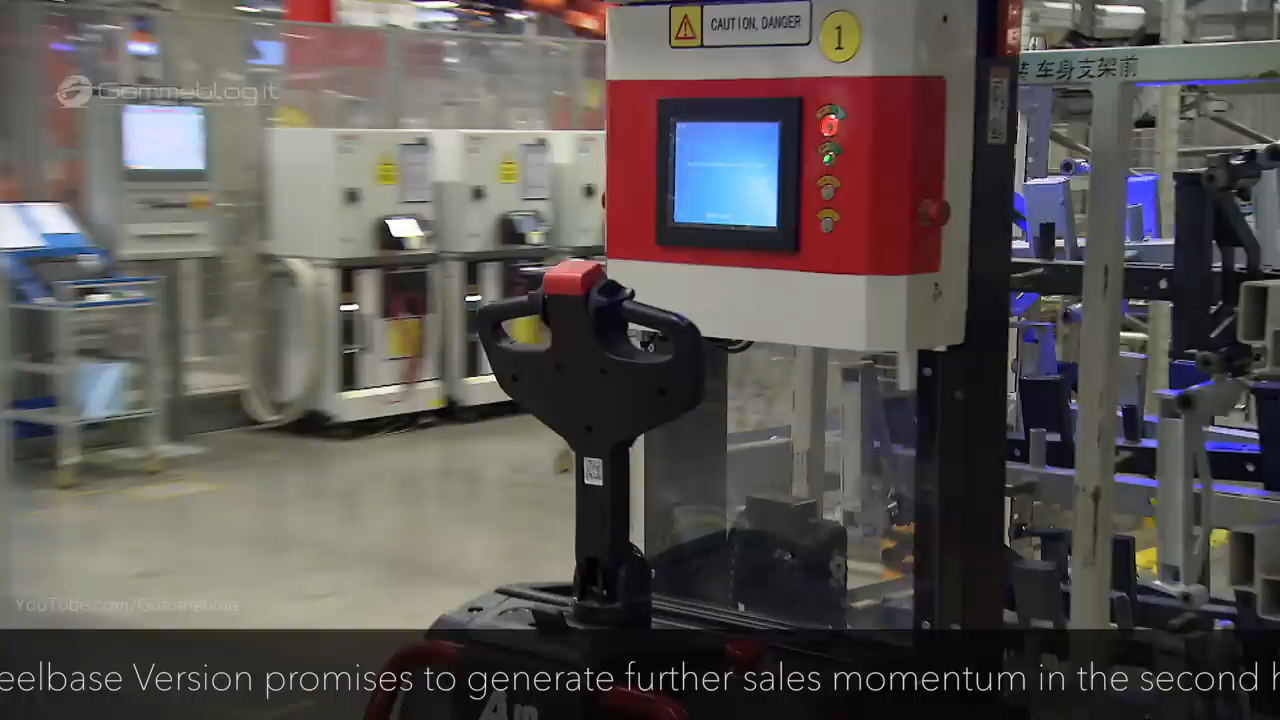 CAUTION, DANGER
1
车身支架前
Gommeblog.it
YouTube.com/Gommeblog
eelbase Version promises to generate further sales momentum in the second h